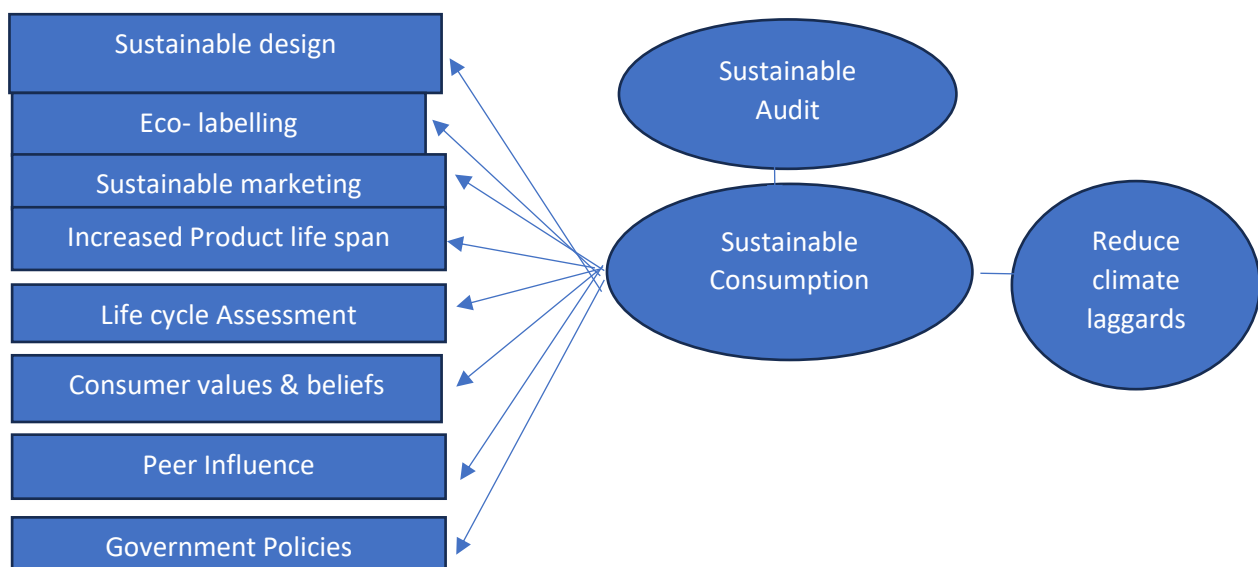 Sustainable design
Eco- labelling
Sustainable marketing
Increased Product life span
Life cycle Assessment
Consumer values & beliefs
Peer Influence
Government Policies
Sustainable
Audit
Sustainable
Consumption
Reduce
climate
laggards